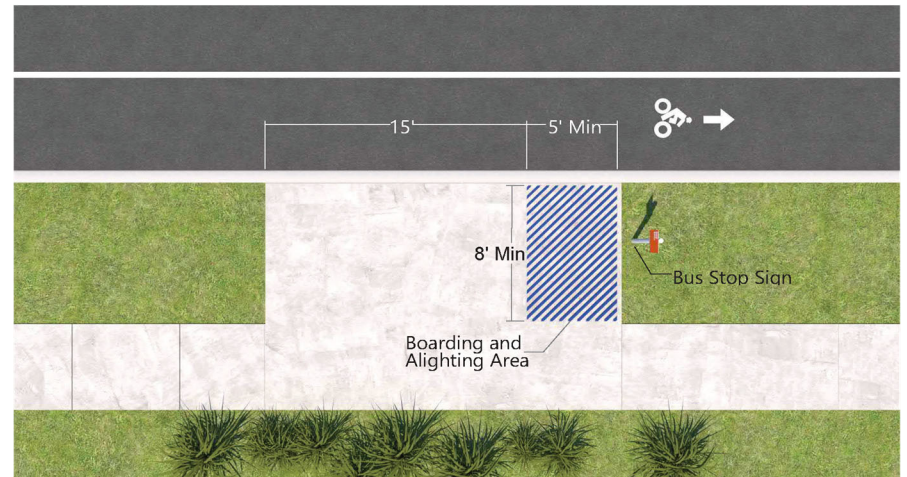 15'
5' Min
8' Min
Bus Stop Sign
Boarding and
Alighting Area